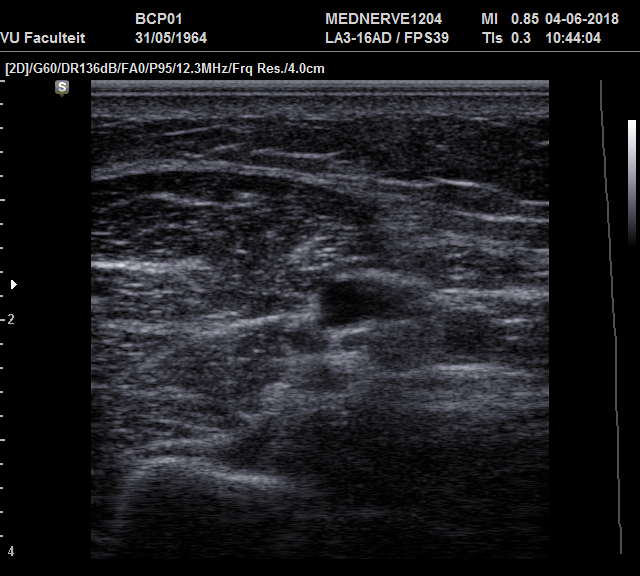 BCP01 MEDNERVE1204 MI 0.85 04-06-2018
VU Faculteit 31/05/1964 LA3-16AD / FPS39 TIs 0.3 10:44:04
[2D]/G60/DR136dB/FA0/P95/12.3MHz/Frq Res./4.0cm
S
2
4